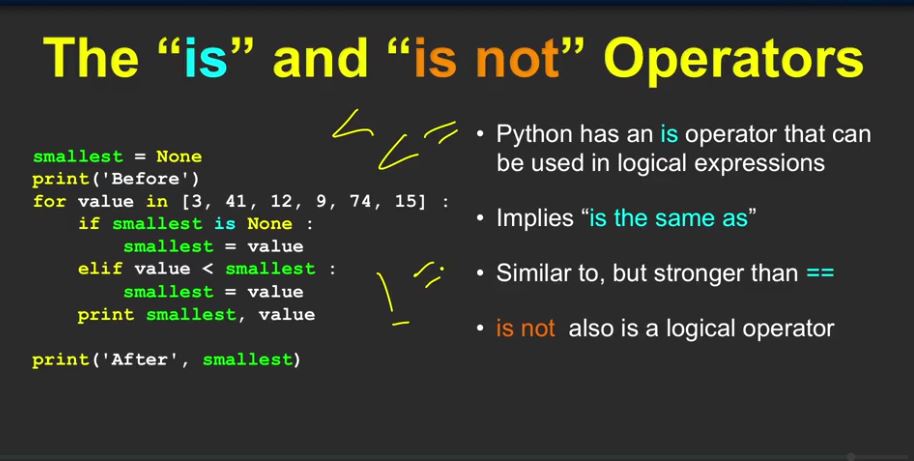 The “is” and “is not” Operators
smallest = None
print('Before')
for value in [3, 41, 12, 9, 74, 15] :
    if smallest is None :
        smallest = value
    elif value < smallest :
        smallest = value
    print smallest, value
print('After', smallest)
< <=
!=
• Python has an is operator that can
be used in logical expressions
• Implies “is the same as”
• Similar to, but stronger than ==
• is not also is a logical operator